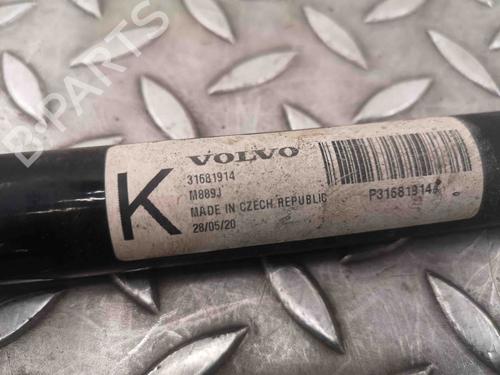 B-PARTS
K
VOLVO
31681914
M889J
MADE IN CZECH REPUBLIC
28/05/20
P31681914